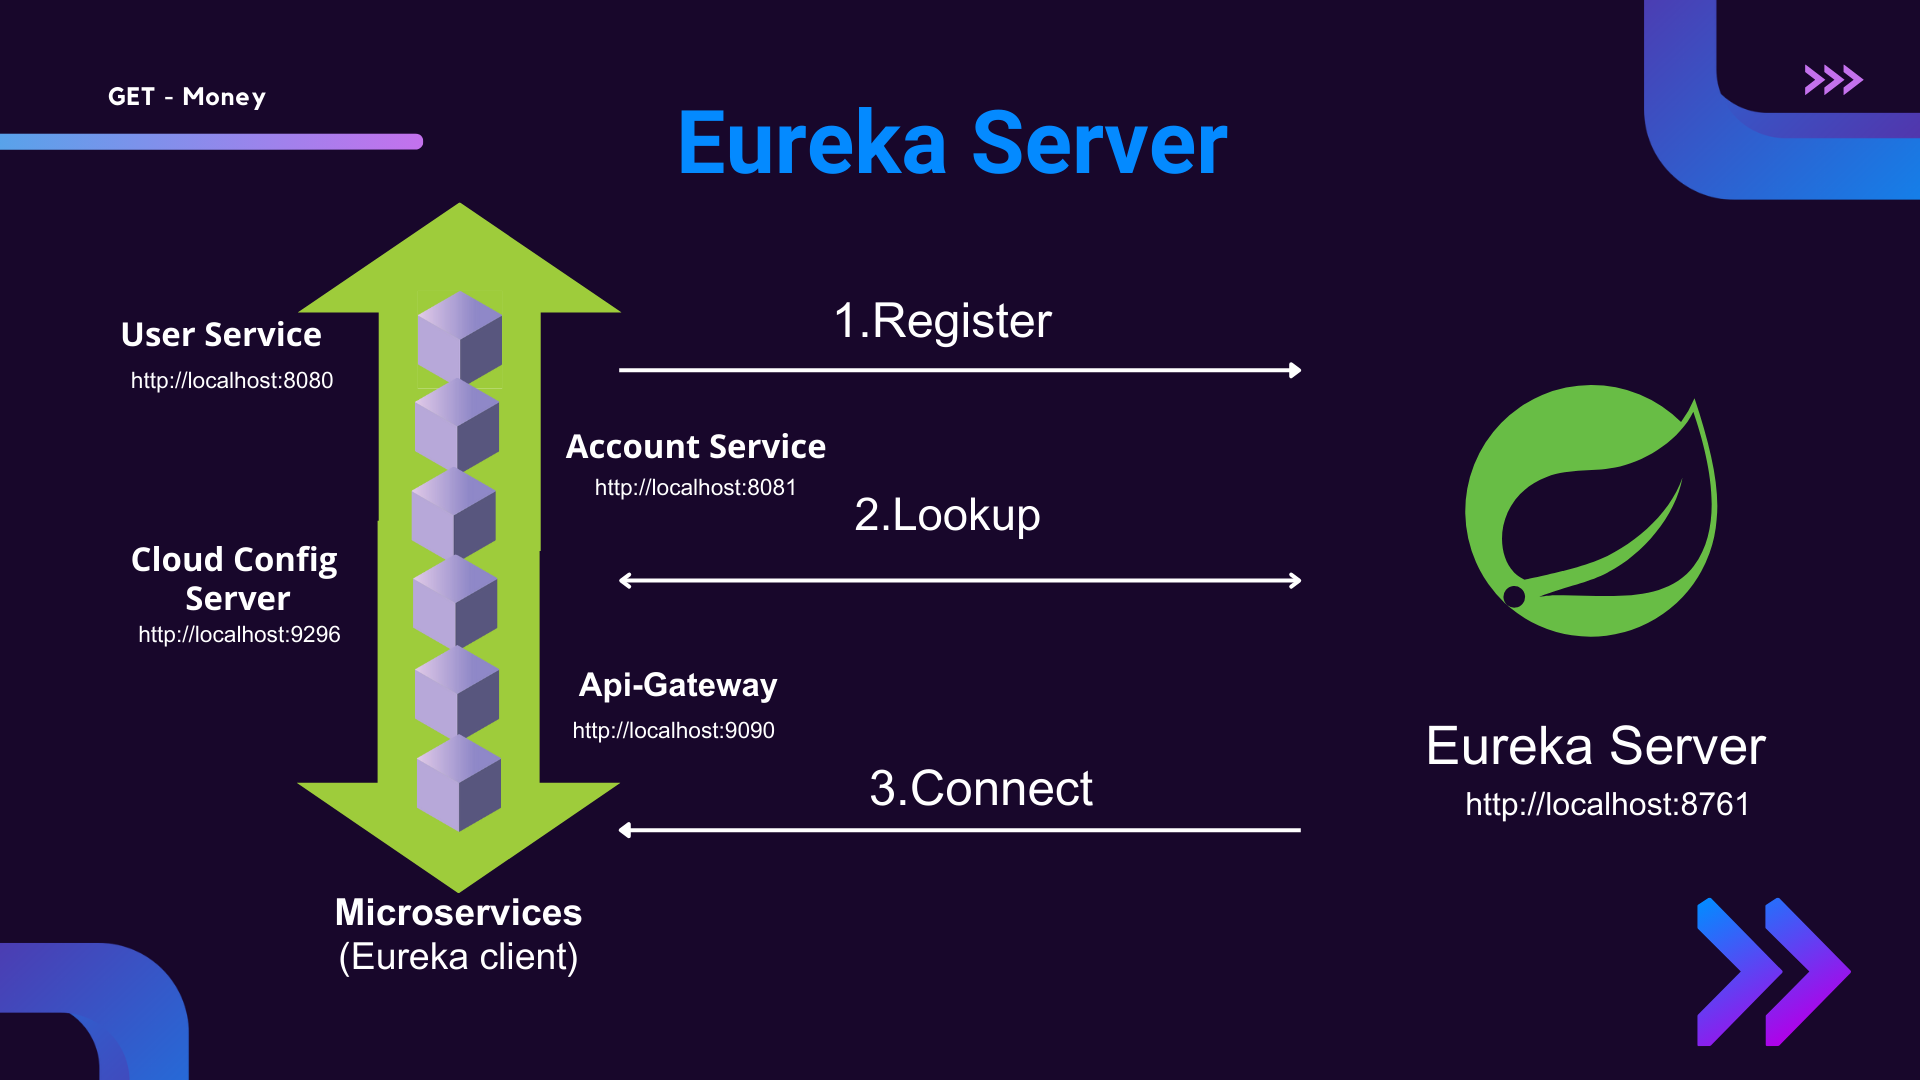 GET - Money
Eureka Server
1.Register
User Service
http://localhost:8080
Account Service
http://localhost:8081
2.Lookup
Cloud Config
Server
http://localhost:9296
Api-Gateway
http://localhost:9090
3.Connect
Eureka Server
http://localhost:8761
Microservices
(Eureka client)